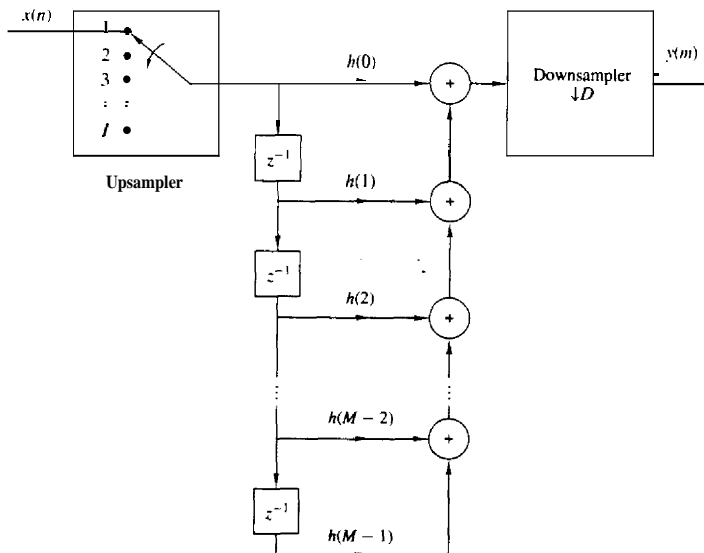 x(n)
1
2
3
: :
I
Upsampler
h(0)
+
Downsampler
↓D
y(m)
z⁻¹
h(1)
+
z⁻¹
h(2)
+
h(M − 2)
+
z⁻¹
h(M − 1)